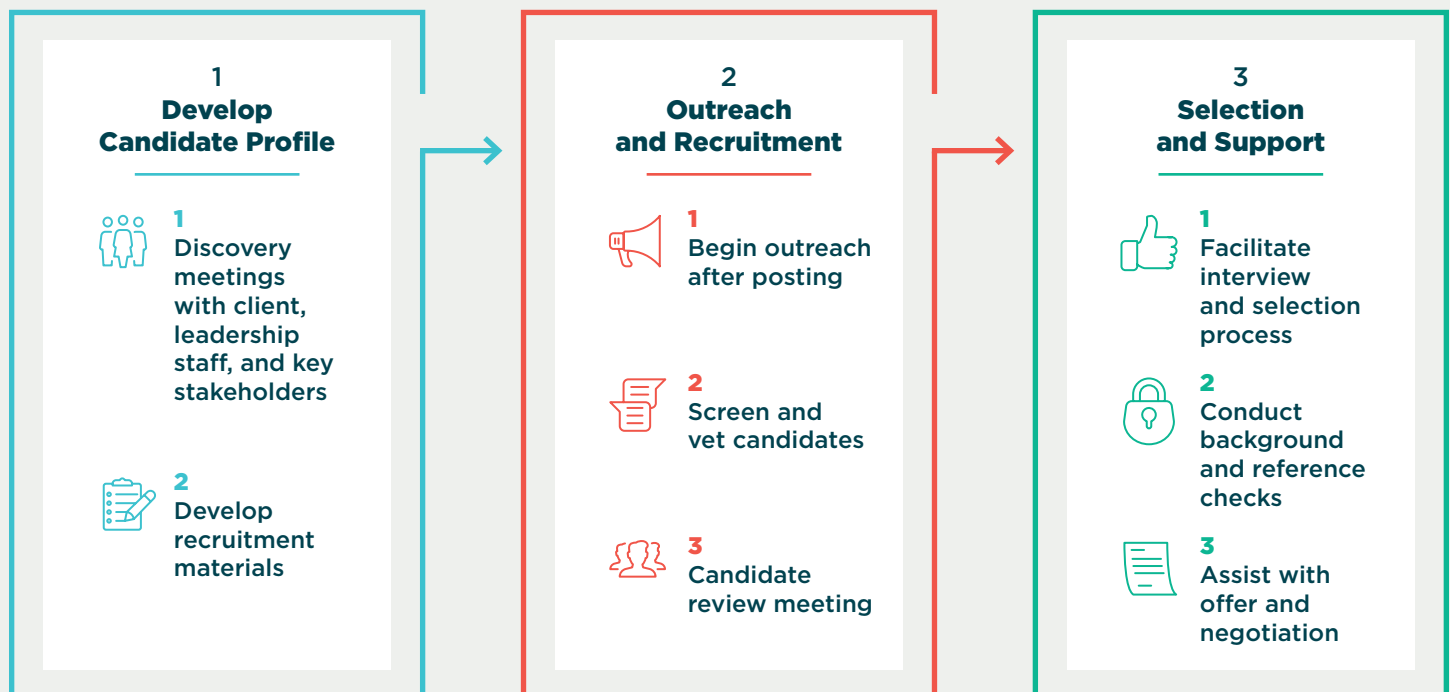 1
Develop
Candidate Profile
1
Discovery
meetings
with client,
leadership
staff, and key
stakeholders
2
Develop
recruitment
materials
2
Outreach
and Recruitment
1
Begin outreach
after posting
2
Screen and
vet candidates
3
Candidate
review meeting
3
Selection
and Support
1
Facilitate
interview
and selection
process
2
Conduct
background
and reference
checks
3
Assist with
offer and
negotiation